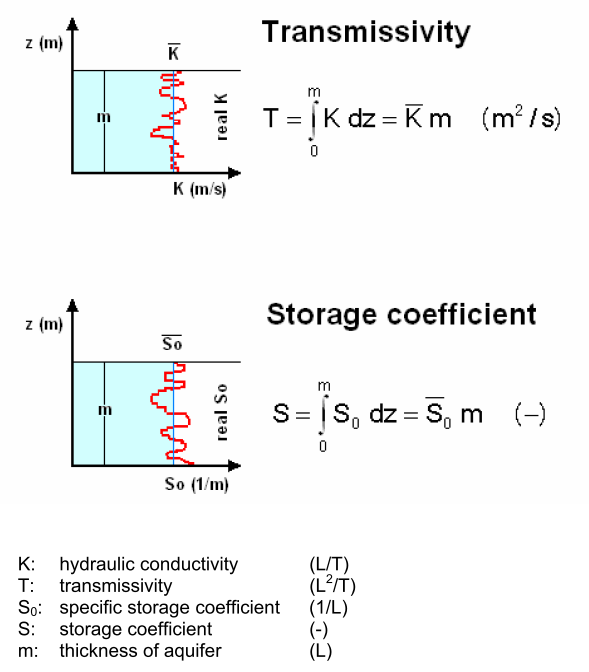 Transmissivity
z (m)
K̅
m
real K
K (m/s)
T = ∫₀ᵐ K dz = K̅ m (m²/s)
Storage coefficient
z (m)
S̅o̅
m
real So
So (1/m)
S = ∫₀ᵐ S₀ dz = S̅₀ m (–)
K: hydraulic conductivity (L/T)
T: transmissivity (L²/T)
S₀: specific storage coefficient (1/L)
S: storage coefficient (-)
m: thickness of aquifer (L)